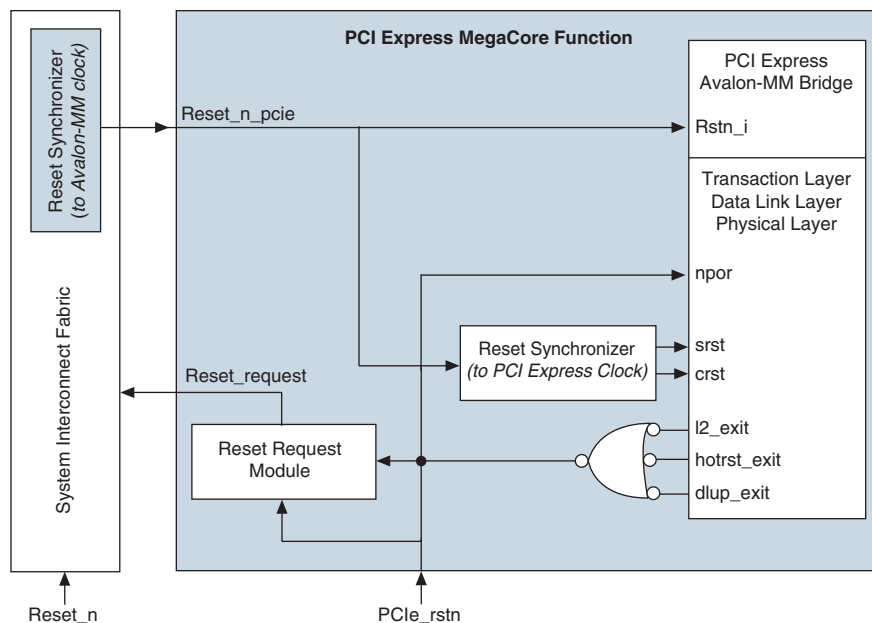 PCI Express MegaCore Function
Reset Synchronizer
(to Avalon-MM clock)
System Interconnect Fabric
Reset_n_pcie
PCI Express
Avalon-MM Bridge
Rstn_i
Transaction Layer
Data Link Layer
Physical Layer
npor
Reset Synchronizer
(to PCI Express Clock)
srst
crst
Reset_request
Reset Request
Module
l2_exit
hotrst_exit
dlup_exit
Reset_n
PCIe_rstn